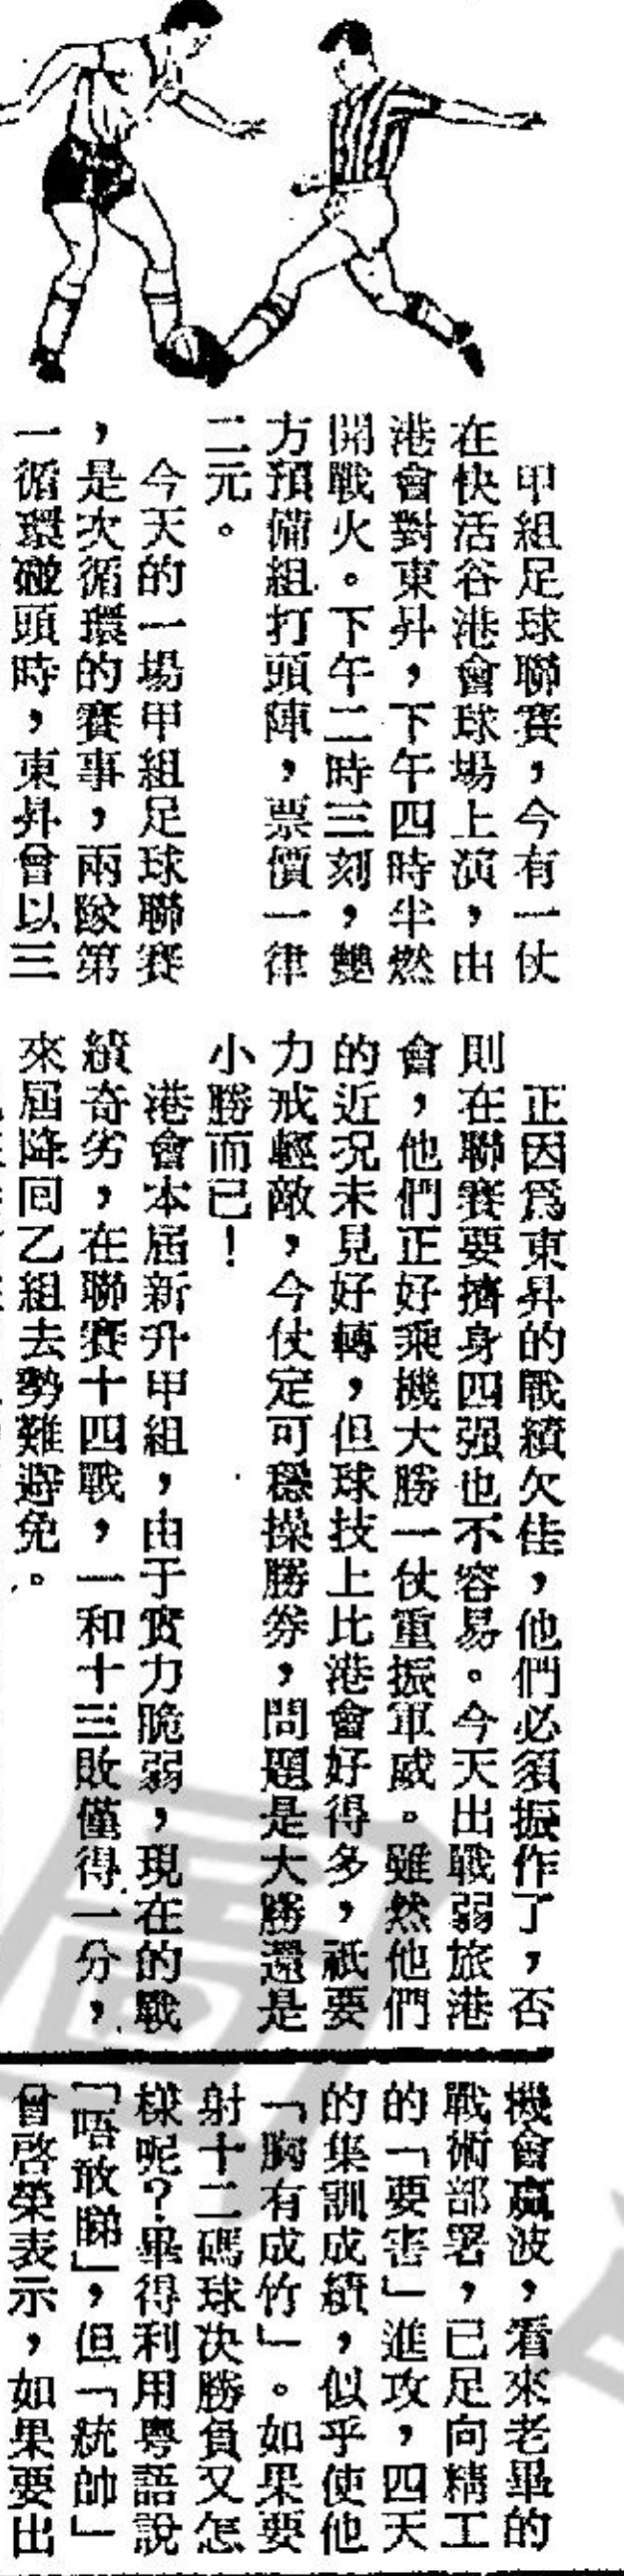 甲組足球聯賽，今有一仗
在快活谷港會球場上演，由
港會對東昇，下午四時半燃
開戰火。下午二時三刻，雙
方預備組打頭陣，票價一律
二元。
今天的一場甲組足球聯賽
，是次循環的賽事，兩隊第
一循環碰頭時，東昇曾以三
正因爲東昇的戰績欠佳，他們必須振作了，否
則在聯賽要擠身四强也不容易。今天出戰弱旅港
會，他們正好乘機大勝一仗重振軍威。雖然他們
的近況未見好轉，但球技上比港會好得多，祇要
力戒輕敵，今仗定可穩操勝券，問題是大勝還是
小勝而已！
港會本屆新升甲組，由于實力脆弱，現在的戰
績奇劣，在聯賽十四戰，一和十三敗僅得一分，
來屆降回乙組去勢難避免。
機會贏波，看來老畢的
戰術部署，已足向精工
的「要害」進攻，四天
的集訓成績，似乎使他
「胸有成竹」。如果要
射十二碼球决勝負又怎
樣呢？畢得利用粵語說
「唔敢睇」，但「統帥」
曾啓榮表示，如果要出
圖